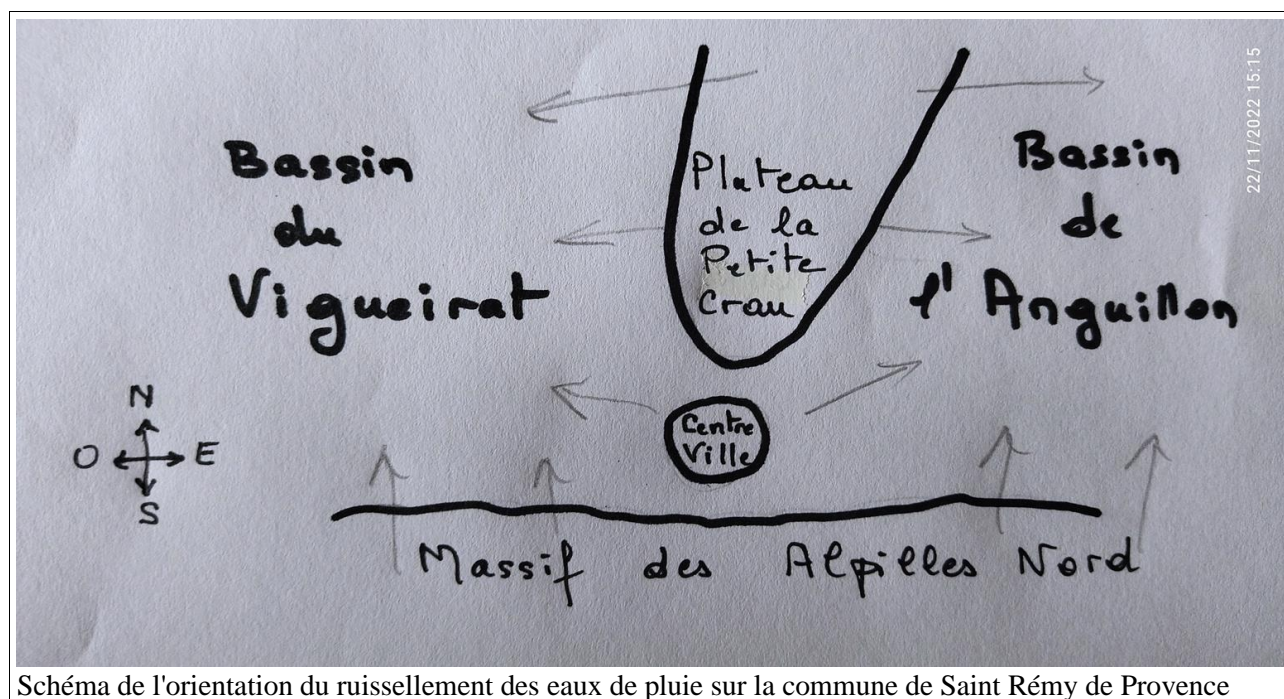 22/11/2022 15:15
Bassin
du
Vigueirat
Plateau
de la
Petite
Crau
Bassin
de
l'Anguillon
N
O E
S
Centre
Ville
Massif des Alpilles Nord
Schéma de l'orientation du ruissellement des eaux de pluie sur la commune de Saint Rémy de Provence